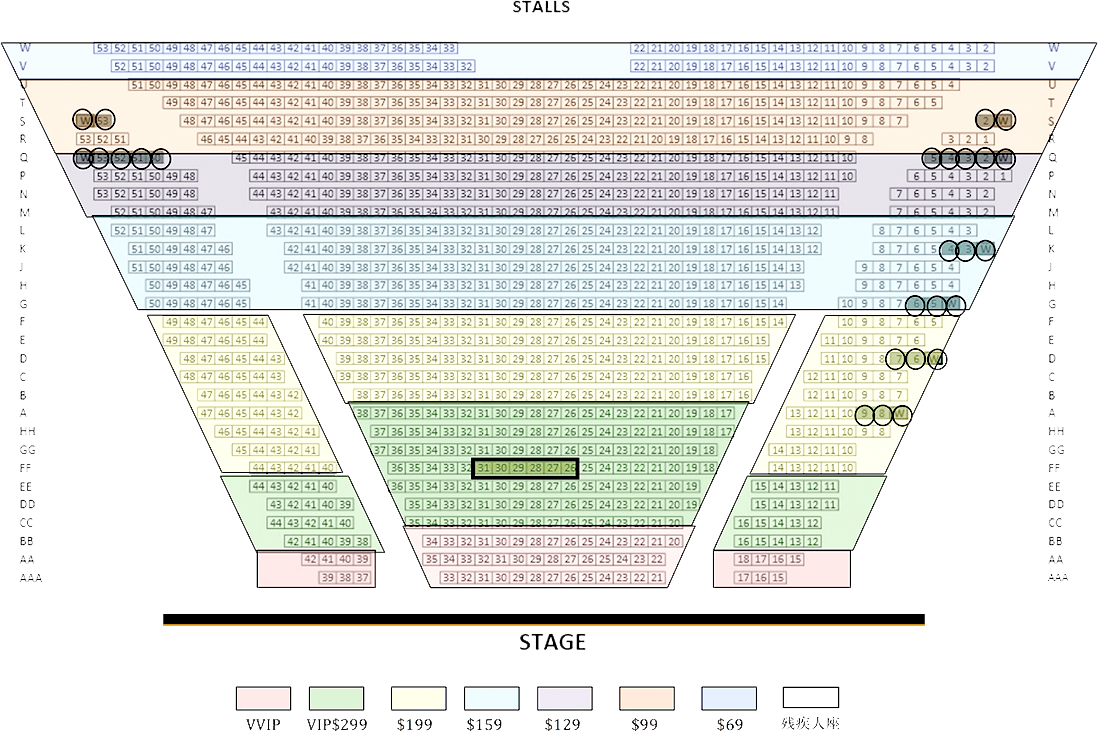 STALLS
W 53 52 51 50 49 48 47 46 45 44 43 42 41 40 39 38 37 36 35 34 33 22 21 20 19 18 17 16 15 14 13 12 11 10 9 8 7 6 5 4 3 2 W
V 52 51 50 49 48 47 46 45 44 43 42 41 40 39 38 37 36 35 34 33 32 22 21 20 19 18 17 16 15 14 13 12 11 10 9 8 7 6 5 4 3 2 V
U 51 50 49 48 47 46 45 44 43 42 41 40 39 38 37 36 35 34 33 32 31 30 29 28 27 26 25 24 23 22 21 20 19 18 17 16 15 14 13 12 11 10 9 8 7 6 5 4 U
T 49 48 47 46 45 44 43 42 41 40 39 38 37 36 35 34 33 32 31 30 29 28 27 26 25 24 23 22 21 20 19 18 17 16 15 14 13 12 11 10 9 8 7 6 5 T
S W 53 48 47 46 45 44 43 42 41 40 39 38 37 36 35 34 33 32 31 30 29 28 27 26 25 24 23 22 21 20 19 18 17 16 15 14 13 12 11 10 9 8 7 2 W S
R 53 52 51 46 45 44 43 42 41 40 39 38 37 36 35 34 33 32 31 30 29 28 27 26 25 24 23 22 21 20 19 18 17 16 15 14 13 12 11 10 9 8 3 2 1 R
Q W 53 52 51 50 45 44 43 42 41 40 39 38 37 36 35 34 33 32 31 30 29 28 27 26 25 24 23 22 21 20 19 18 17 16 15 14 13 12 11 10 5 4 3 2 W Q
P 53 52 51 50 49 48 44 43 42 41 40 39 38 37 36 35 34 33 32 31 30 29 28 27 26 25 24 23 22 21 20 19 18 17 16 15 14 13 12 11 10 6 5 4 3 2 1 P
N 53 52 51 50 49 48 44 43 42 41 40 39 38 37 36 35 34 33 32 31 30 29 28 27 26 25 24 23 22 21 20 19 18 17 16 15 14 13 12 11 7 6 5 4 3 2 N
M 52 51 50 49 48 47 43 42 41 40 39 38 37 36 35 34 33 32 31 30 29 28 27 26 25 24 23 22 21 20 19 18 17 16 15 14 13 12 11 7 6 5 4 3 2 M
L 52 51 50 49 48 47 43 42 41 40 39 38 37 36 35 34 33 32 31 30 29 28 27 26 25 24 23 22 21 20 19 18 17 16 15 14 13 12 8 7 6 5 4 3 L
K 51 50 49 48 47 46 42 41 40 39 38 37 36 35 34 33 32 31 30 29 28 27 26 25 24 23 22 21 20 19 18 17 16 15 14 13 12 8 7 6 5 4 3 W K
J 51 50 49 48 47 46 42 41 40 39 38 37 36 35 34 33 32 31 30 29 28 27 26 25 24 23 22 21 20 19 18 17 16 15 14 13 9 8 7 6 5 4 J
H 50 49 48 47 46 45 41 40 39 38 37 36 35 34 33 32 31 30 29 28 27 26 25 24 23 22 21 20 19 18 17 16 15 14 13 9 8 7 6 5 4 H
G 50 49 48 47 46 45 41 40 39 38 37 36 35 34 33 32 31 30 29 28 27 26 25 24 23 22 21 20 19 18 17 16 15 14 10 9 8 7 6 5 W G
F 49 48 47 46 45 44 40 39 38 37 36 35 34 33 32 31 30 29 28 27 26 25 24 23 22 21 20 19 18 17 16 15 14 10 9 8 7 6 5 F
E 49 48 47 46 45 44 40 39 38 37 36 35 34 33 32 31 30 29 28 27 26 25 24 23 22 21 20 19 18 17 16 15 11 10 9 8 7 6 E
D 48 47 46 45 44 43 39 38 37 36 35 34 33 32 31 30 29 28 27 26 25 24 23 22 21 20 19 18 17 16 15 11 10 9 8 7 6 W D
C 48 47 46 45 44 43 39 38 37 36 35 34 33 32 31 30 29 28 27 26 25 24 23 22 21 20 19 18 17 16 12 11 10 9 8 7 C
B 47 46 45 44 43 42 38 37 36 35 34 33 32 31 30 29 28 27 26 25 24 23 22 21 20 19 18 17 16 12 11 10 9 8 7 B
A 47 46 45 44 43 42 38 37 36 35 34 33 32 31 30 29 28 27 26 25 24 23 22 21 20 19 18 17 13 12 11 10 9 8 W A
HH 46 45 44 43 42 41 37 36 35 34 33 32 31 30 29 28 27 26 25 24 23 22 21 20 19 18 17 13 12 11 10 9 8 HH
GG 45 44 43 42 41 37 36 35 34 33 32 31 30 29 28 27 26 25 24 23 22 21 20 19 18 14 13 12 11 10 GG
FF 44 43 42 41 40 36 35 34 33 32 31 30 29 28 27 26 25 24 23 22 21 20 19 18 14 13 12 11 10 FF
EE 44 43 42 41 40 36 35 34 33 32 31 30 29 28 27 26 25 24 23 22 21 20 19 15 14 13 12 11 EE
DD 43 42 41 40 39 35 34 33 32 31 30 29 28 27 26 25 24 23 22 21 20 19 15 14 13 12 11 DD
CC 44 43 42 41 40 35 34 33 32 31 30 29 28 27 26 25 24 23 22 21 20 16 15 14 13 12 CC
BB 42 41 40 39 38 34 33 32 31 30 29 28 27 26 25 24 23 22 21 20 16 15 14 13 12 BB
AA 42 41 40 39 35 34 33 32 31 30 29 28 27 26 25 24 23 22 18 17 16 15 AA
AAA 39 38 37 33 32 31 30 29 28 27 26 25 24 23 22 21 17 16 15 AAA
STAGE
VVIP VIP$299 $199 $159 $129 $99 $69 残疾人座